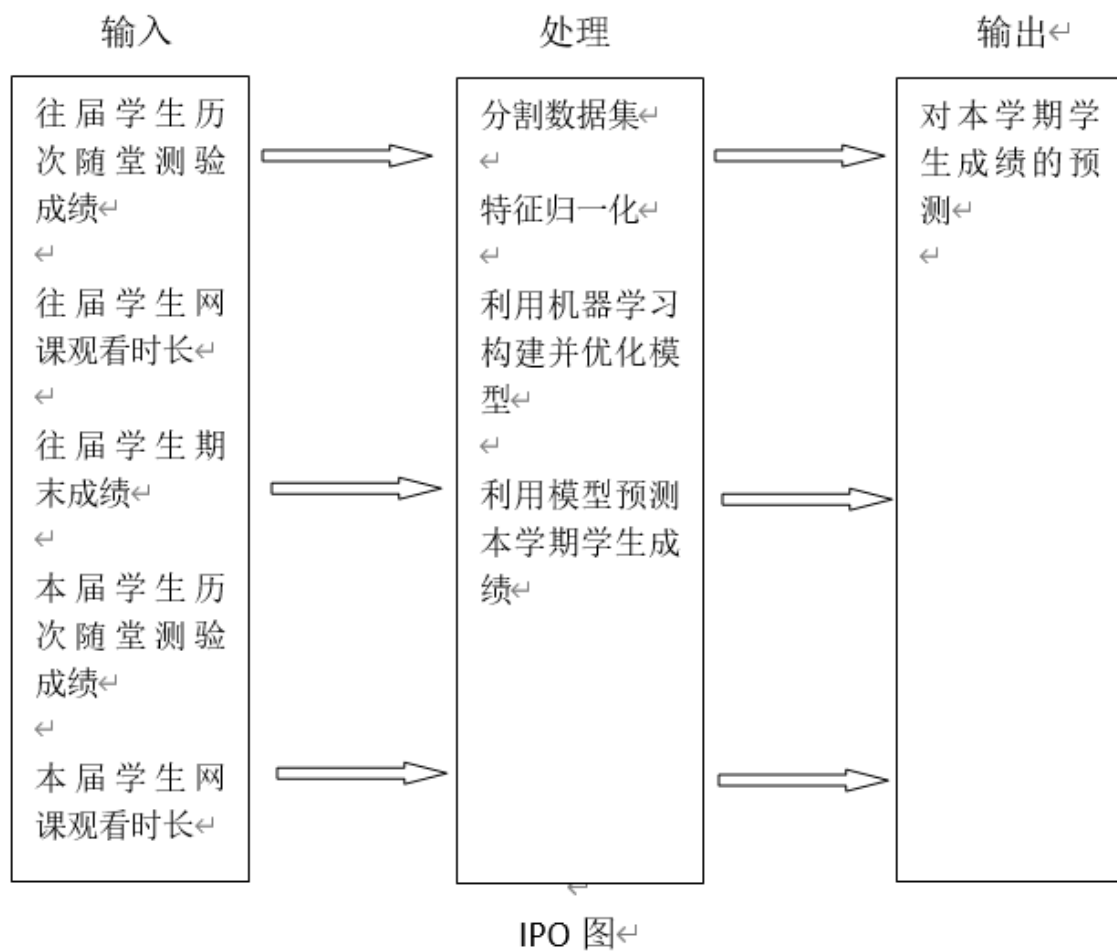 输入
处理
输出
往届学生历
次随堂测验
成绩
往届学生网
课观看时长
往届学生期
末成绩
本届学生历
次随堂测验
成绩
本届学生网
课观看时长
分割数据集
特征归一化
利用机器学习
构建并优化模
型
利用模型预测
本学期学生成
绩
对本学期学
生成绩的预
测
IPO 图